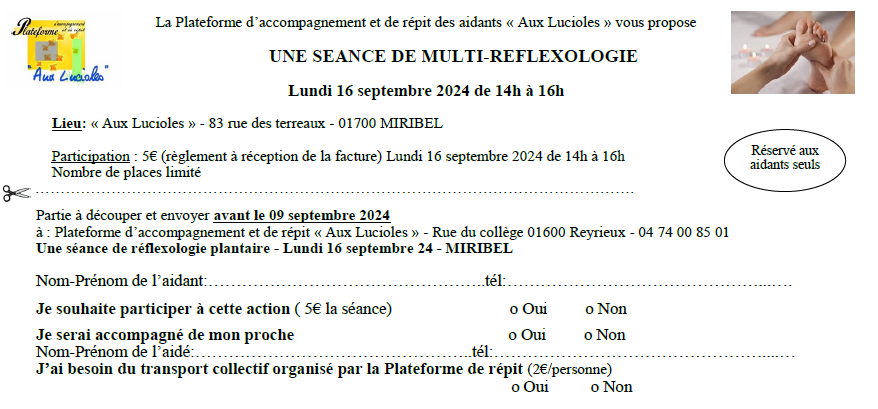 Plateforme d'accompagnement et de répit
"Aux Lucioles"
La Plateforme d'accompagnement et de répit des aidants « Aux Lucioles » vous propose
UNE SEANCE DE MULTI-REFLEXOLOGIE
Lundi 16 septembre 2024 de 14h à 16h
Lieu: « Aux Lucioles » - 83 rue des terreaux - 01700 MIRIBEL
Participation : 5€ (règlement à réception de la facture) Lundi 16 septembre 2024 de 14h à 16h
Nombre de places limité
Réservé aux
aidants seuls
Partie à découper et envoyer avant le 09 septembre 2024
à : Plateforme d'accompagnement et de répit « Aux Lucioles » - Rue du collège 01600 Reyrieux - 04 74 00 85 01
Une séance de réflexologie plantaire - Lundi 16 septembre 24 - MIRIBEL
Nom-Prénom de l'aidant:…………………………………………..tél:…………………………………………...….
Je souhaite participer à cette action ( 5€ la séance) o Oui o Non
Je serai accompagné de mon proche o Oui o Non
Nom-Prénom de l'aidé:…………………………………………..tél:…………………………………………....…
J'ai besoin du transport collectif organisé par la Plateforme de répit (2€/personne)
o Oui o Non